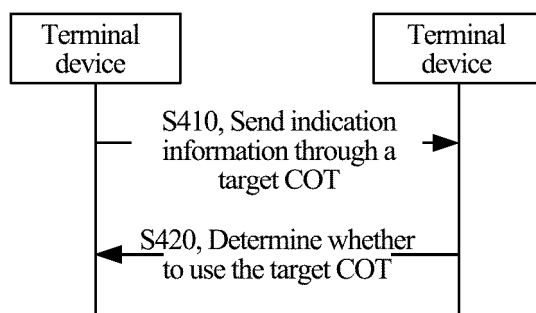 Terminal
device
Terminal
device
S410, Send indication
information through a
target COT
S420, Determine whether
to use the target COT